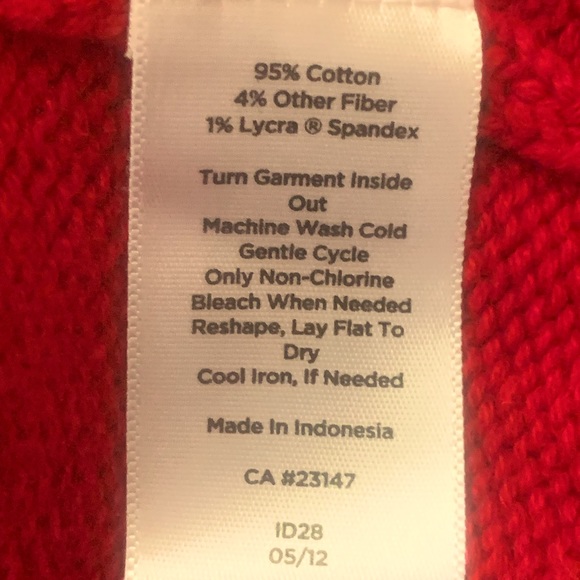 95% Cotton
4% Other Fiber
1% Lycra ® Spandex
Turn Garment Inside
Out
Machine Wash Cold
Gentle Cycle
Only Non-Chlorine
Bleach When Needed
Reshape, Lay Flat To
Dry
Cool Iron, If Needed
Made In Indonesia
CA #23147
ID28
05/12